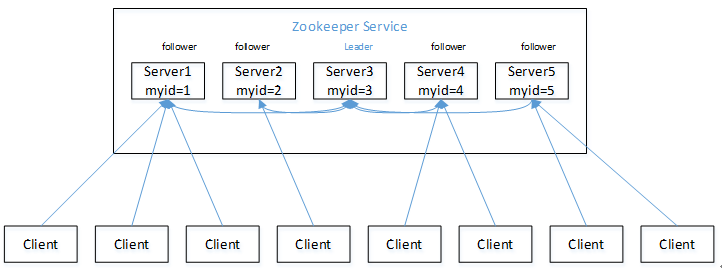 Zookeeper Service
follower follower Leader follower follower
Server1 Server2 Server3 Server4 Server5
myid=1 myid=2 myid=3 myid=4 myid=5
Client Client Client Client Client Client Client Client